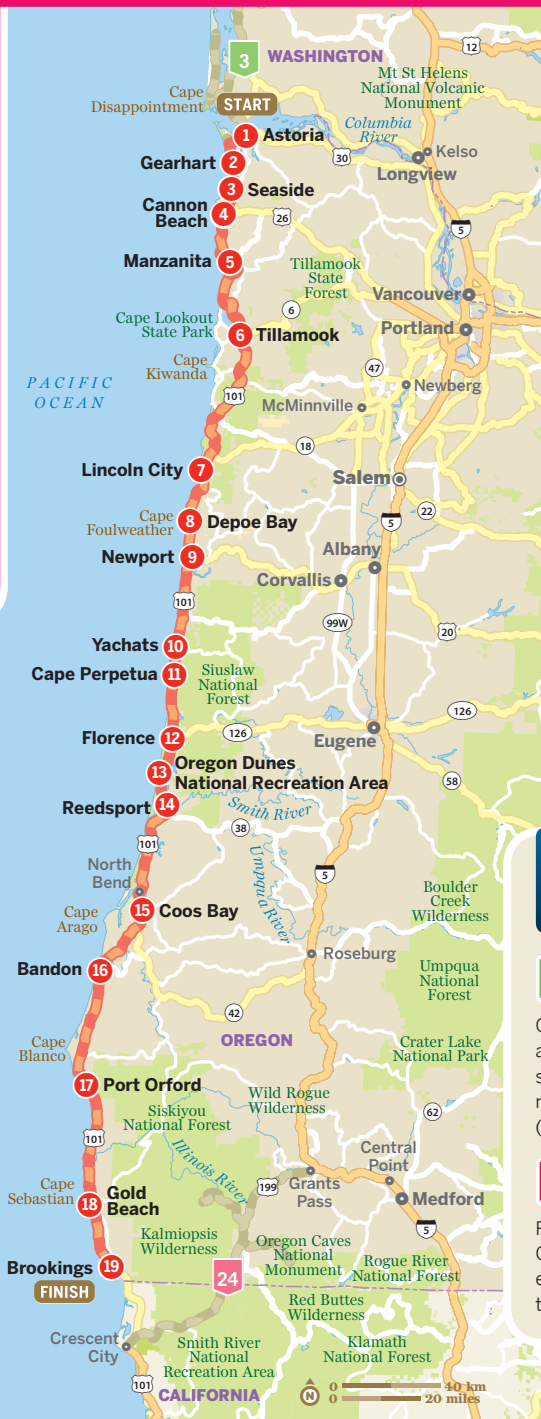 3
WASHINGTON
12
Mt St Helens
National Volcanic
Monument
Cape
Disappointment
START
Columbia
River
1 Astoria
30
Kelso
Longview
Gearhart 2
3 Seaside
Cannon
Beach 4
26
5
Manzanita 5
Tillamook
State
Forest
Vancouver
Cape Lookout
State Park
6
6 Tillamook
Portland
Cape
Kiwanda
47
PACIFIC
OCEAN
101
Newberg
McMinnville
18
Lincoln City 7
Salem
Cape
Foulweather
8 Depoe Bay
22
5
Newport 9
Albany
Corvallis
101
99W
20
Yachats 10
Cape Perpetua 11
Siuslaw
National
Forest
126
Florence 12
126
Eugene
13 Oregon Dunes
National Recreation Area
58
Reedsport 14
Smith River
38
101
Umpqua River
North
Bend
5
Boulder
Creek
Wilderness
Cape
Arago
15 Coos Bay
Roseburg
Bandon 16
Umpqua
National
Forest
42
OREGON
Cape
Blanco
Crater Lake
National Park
17 Port Orford
Wild Rogue
Wilderness
Siskiyou
National Forest
62
101
Illinois River
Central
Point
199
Grants
Pass
Cape
Sebastian
18 Gold
Beach
Medford
5
Kalmiopsis
Wilderness
Oregon Caves
National
Monument
Rogue River
National Forest
Brookings 19
FINISH
24
Red Buttes
Wilderness
Crescent
City
Smith River
National
Recreation Area
Klamath
National Forest
101
CALIFORNIA
N
0 40 km
0 20 miles